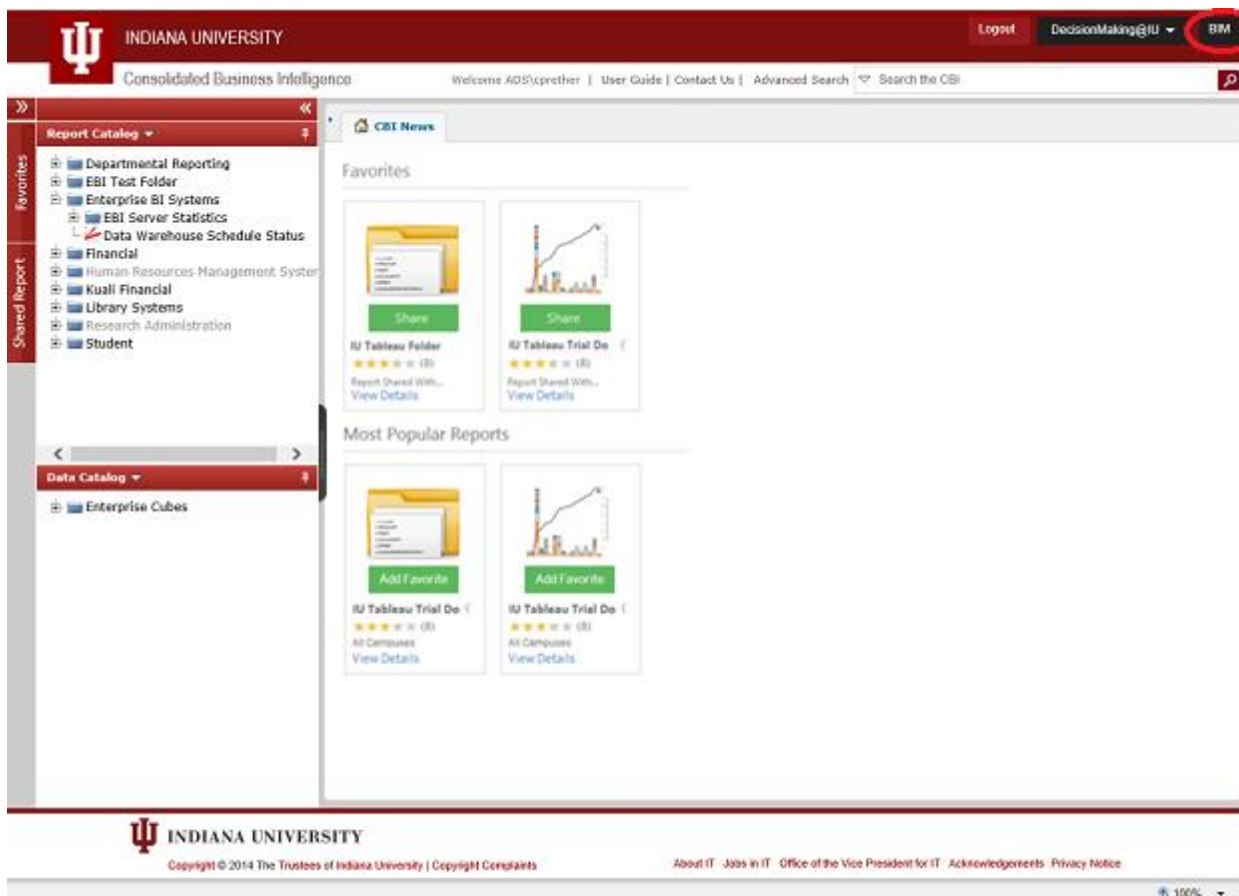 INDIANA UNIVERSITY
Logout DecisionMaking@IU BIM
Consolidated Business Intelligence
Welcome ADS\cprether | User Guide | Contact Us | Advanced Search Search the CBI
Favorites
Shared Report
Report Catalog
Departmental Reporting
EBI Test Folder
Enterprise BI Systems
EBI Server Statistics
Data Warehouse Schedule Status
Financial
Human Resources Management System
Kuali Financial
Library Systems
Research Administration
Student
Data Catalog
Enterprise Cubes
CBI News
Favorites
Share Share
IU Tableau Folder IU Tableau Trial Do
(8) (8)
Report Shared With... Report Shared With...
View Details View Details
Most Popular Reports
Add Favorite Add Favorite
IU Tableau Trial Do IU Tableau Trial Do
(8) (8)
All Campuses All Campuses
View Details View Details
INDIANA UNIVERSITY
Copyright © 2014 The Trustees of Indiana University | Copyright Complaints
About IT Jobs in IT Office of the Vice President for IT Acknowledgements Privacy Notice
100%